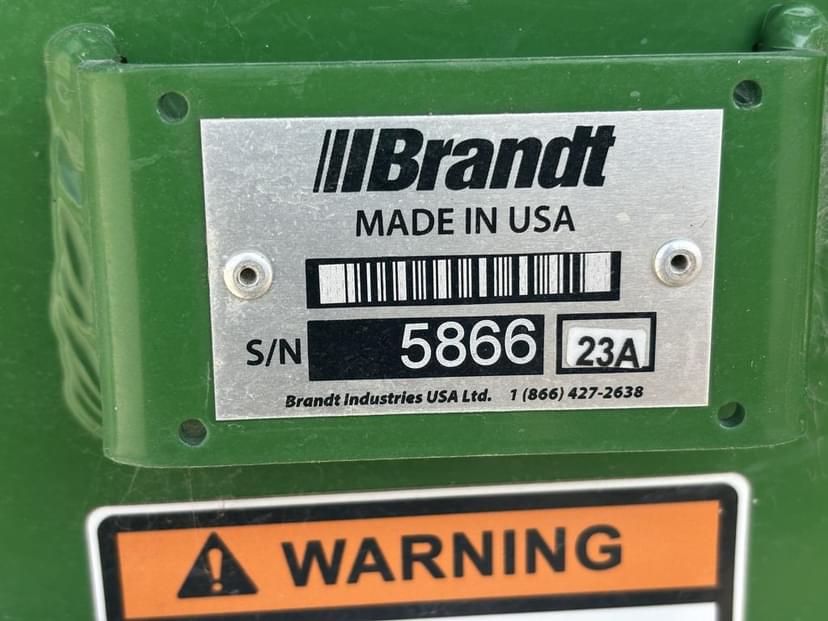 Brandt
MADE IN USA
S/N 5866 23A
Brandt Industries USA Ltd. 1 (866) 427-2638
WARNING